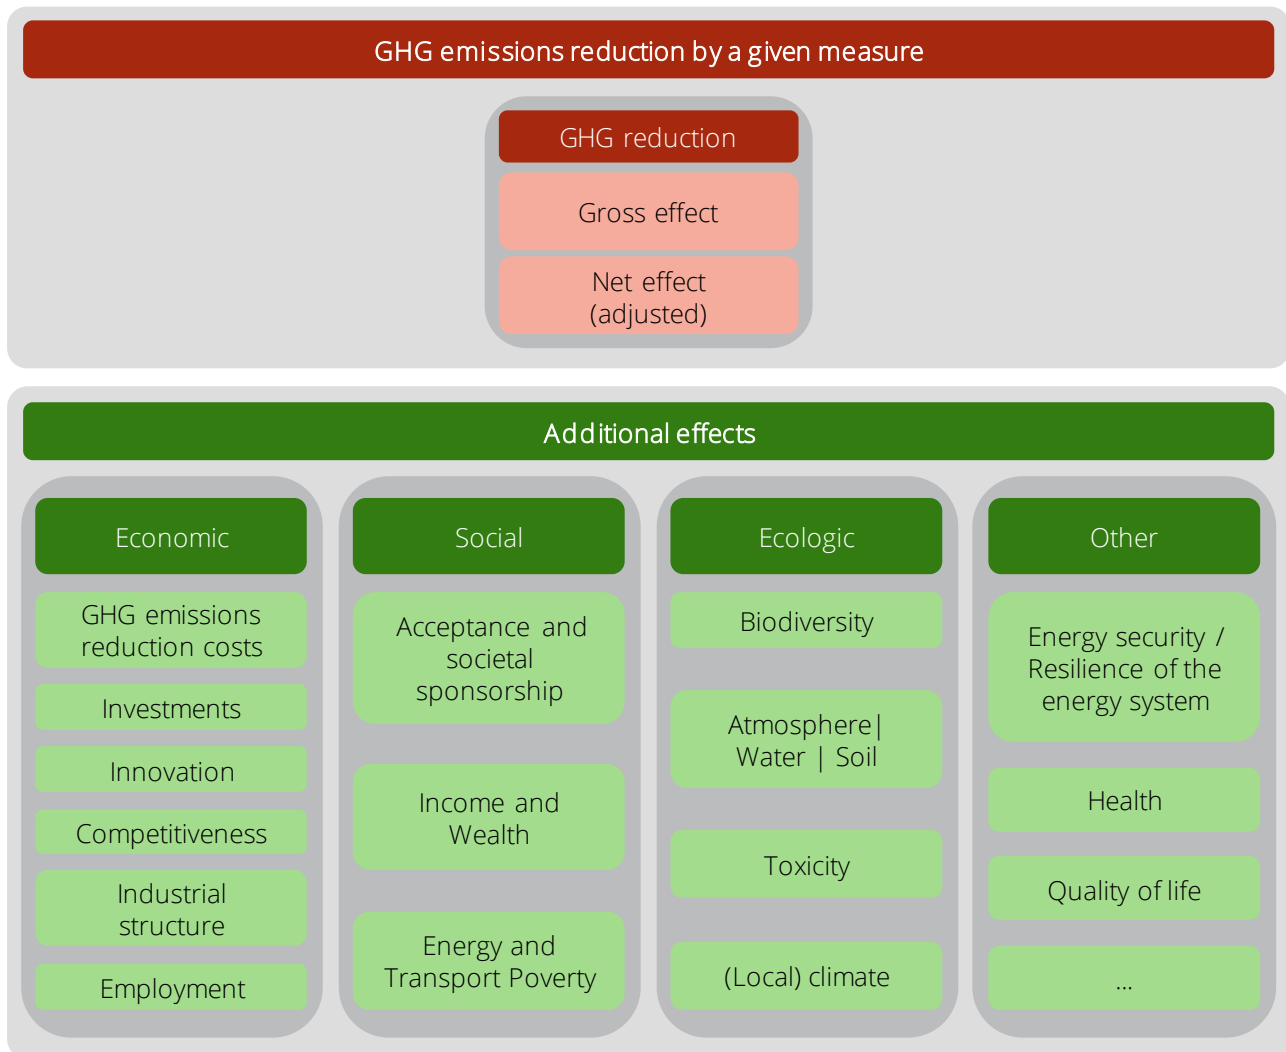 GHG emissions reduction by a given measure
GHG reduction
Gross effect
Net effect
(adjusted)
Additional effects
Economic
GHG emissions
reduction costs
Investments
Innovation
Competitiveness
Industrial
structure
Employment
Social
Acceptance and
societal
sponsorship
Income and
Wealth
Energy and
Transport Poverty
Ecologic
Biodiversity
Atmosphere|
Water | Soil
Toxicity
(Local) climate
Other
Energy security /
Resilience of the
energy system
Health
Quality of life
...